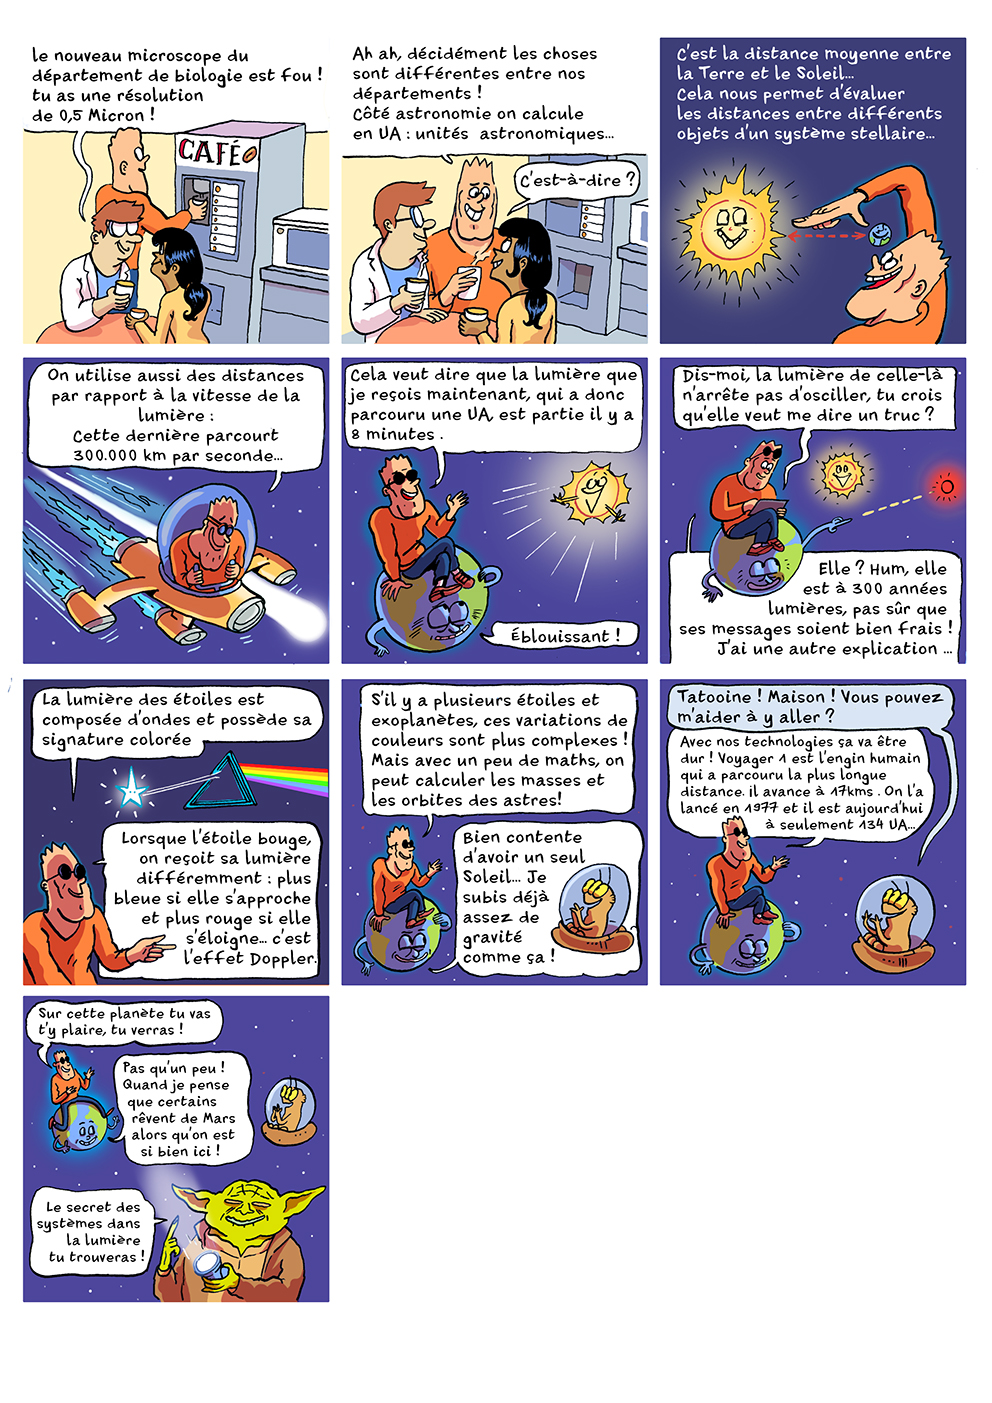 le nouveau microscope du
département de biologie est fou !
tu as une résolution
de 0,5 Micron !
CAFÉ
Ah ah, décidément les choses
sont différentes entre nos
départements !
Côté astronomie on calcule
en UA : unités astronomiques...
C'est-à-dire ?
C'est la distance moyenne entre
la Terre et le Soleil...
Cela nous permet d'évaluer
les distances entre différents
objets d'un système stellaire...
On utilise aussi des distances
par rapport à la vitesse de la
lumière :
Cette dernière parcourt
300.000 km par seconde...
Cela veut dire que la lumière que
je reçois maintenant, qui a donc
parcouru une UA, est partie il y a
8 minutes .
Éblouissant !
Dis-moi, la lumière de celle-là
n'arrête pas d'osciller, tu crois
qu'elle veut me dire un truc ?
Elle ? Hum, elle
est à 300 années
lumières, pas sûr que
ses messages soient bien frais !
J'ai une autre explication ...
La lumière des étoiles est
composée d'ondes et possède sa
signature colorée
Lorsque l'étoile bouge,
on reçoit sa lumière
différemment : plus
bleue si elle s'approche
et plus rouge si elle
s'éloigne... c'est
l'effet Doppler.
S'il y a plusieurs étoiles et
exoplanètes, ces variations de
couleurs sont plus complexes !
Mais avec un peu de maths, on
peut calculer les masses et
les orbites des astres!
Bien contente
d'avoir un seul
Soleil... Je
subis déjà
assez de
gravité
comme ça !
Tatooine ! Maison ! Vous pouvez
m'aider à y aller ?
Avec nos technologies ça va être
dur ! Voyager 1 est l'engin humain
qui a parcouru la plus longue
distance. il avance à 17kms . On l'a
lancé en 1977 et il est aujourd'hui
à seulement 134 UA...
Sur cette planète tu vas
t'y plaire, tu verras !
Pas qu'un peu !
Quand je pense
que certains
rêvent de Mars
alors qu'on est
si bien ici !
Le secret des
systèmes dans
la lumière
tu trouveras !